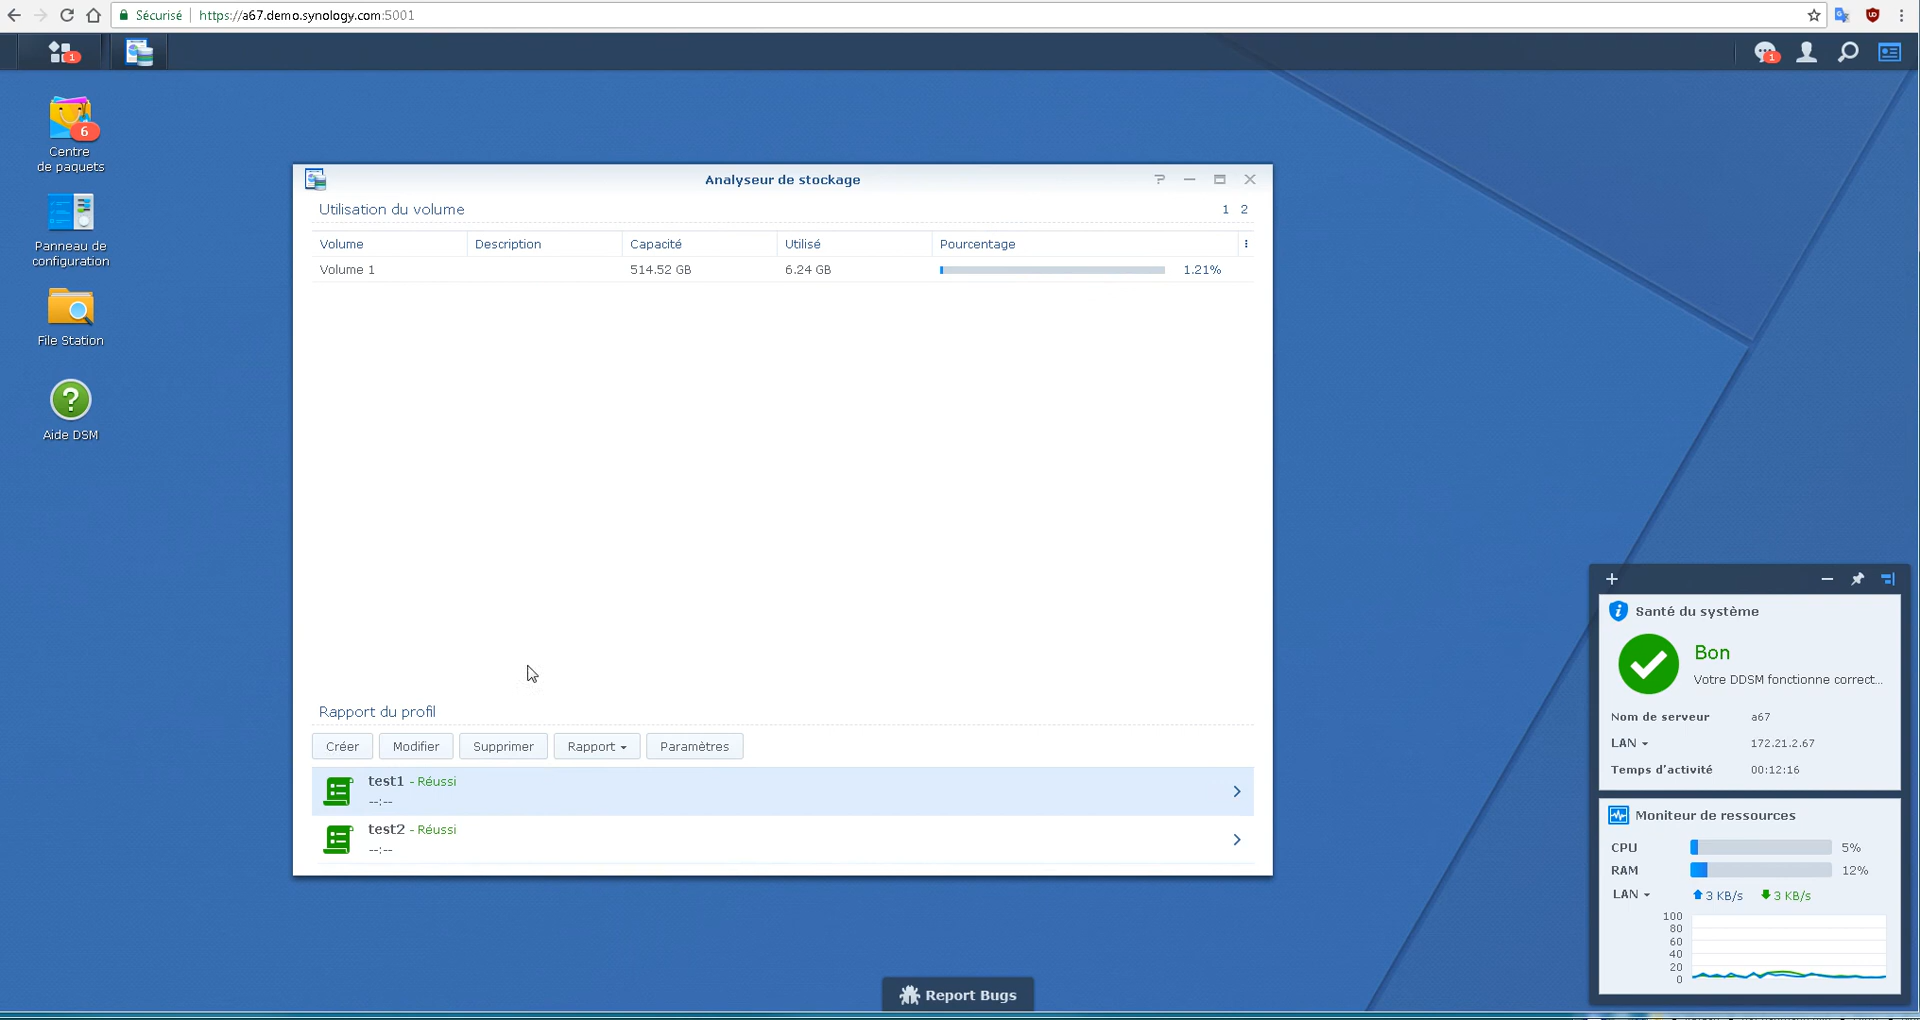 Sécurisé https://a67.demo.synology.com:5001
1
1
6
Centre
de paquets
Panneau de
configuration
File Station
?
Aide DSM
Analyseur de stockage ?
Utilisation du volume 1 2
Volume Description Capacité Utilisé Pourcentage
Volume 1 514.52 GB 6.24 GB 1.21%
Rapport du profil
Créer Modifier Supprimer Rapport Paramètres
test1 - Réussi
--:--
test2 - Réussi
--:--
Santé du système
Bon
Votre DDSM fonctionne correct...
Nom de serveur a67
LAN 172.21.2.67
Temps d'activité 00:12:16
Moniteur de ressources
CPU 5%
RAM 12%
LAN 3 KB/s 3 KB/s
100
80
60
40
20
0
Report Bugs